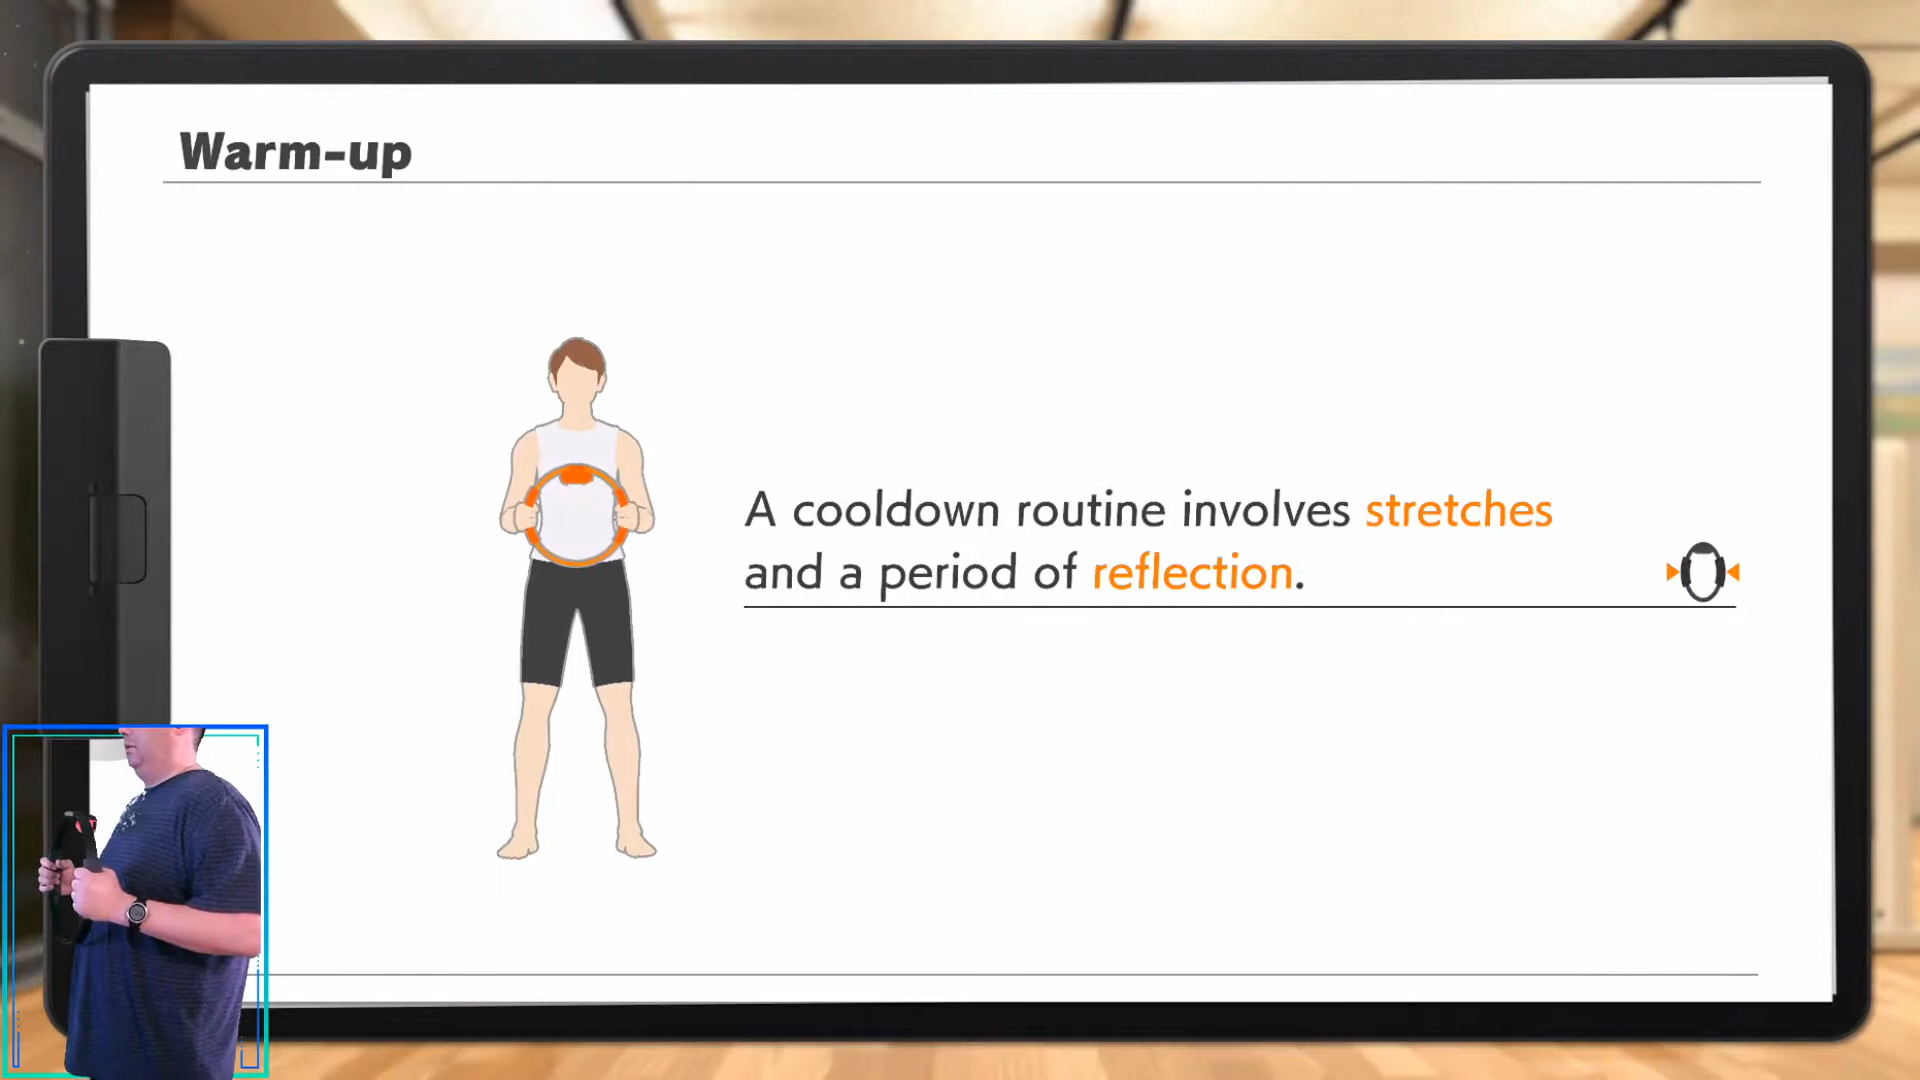 Warm-up
A cooldown routine involves stretches
and a period of reflection.